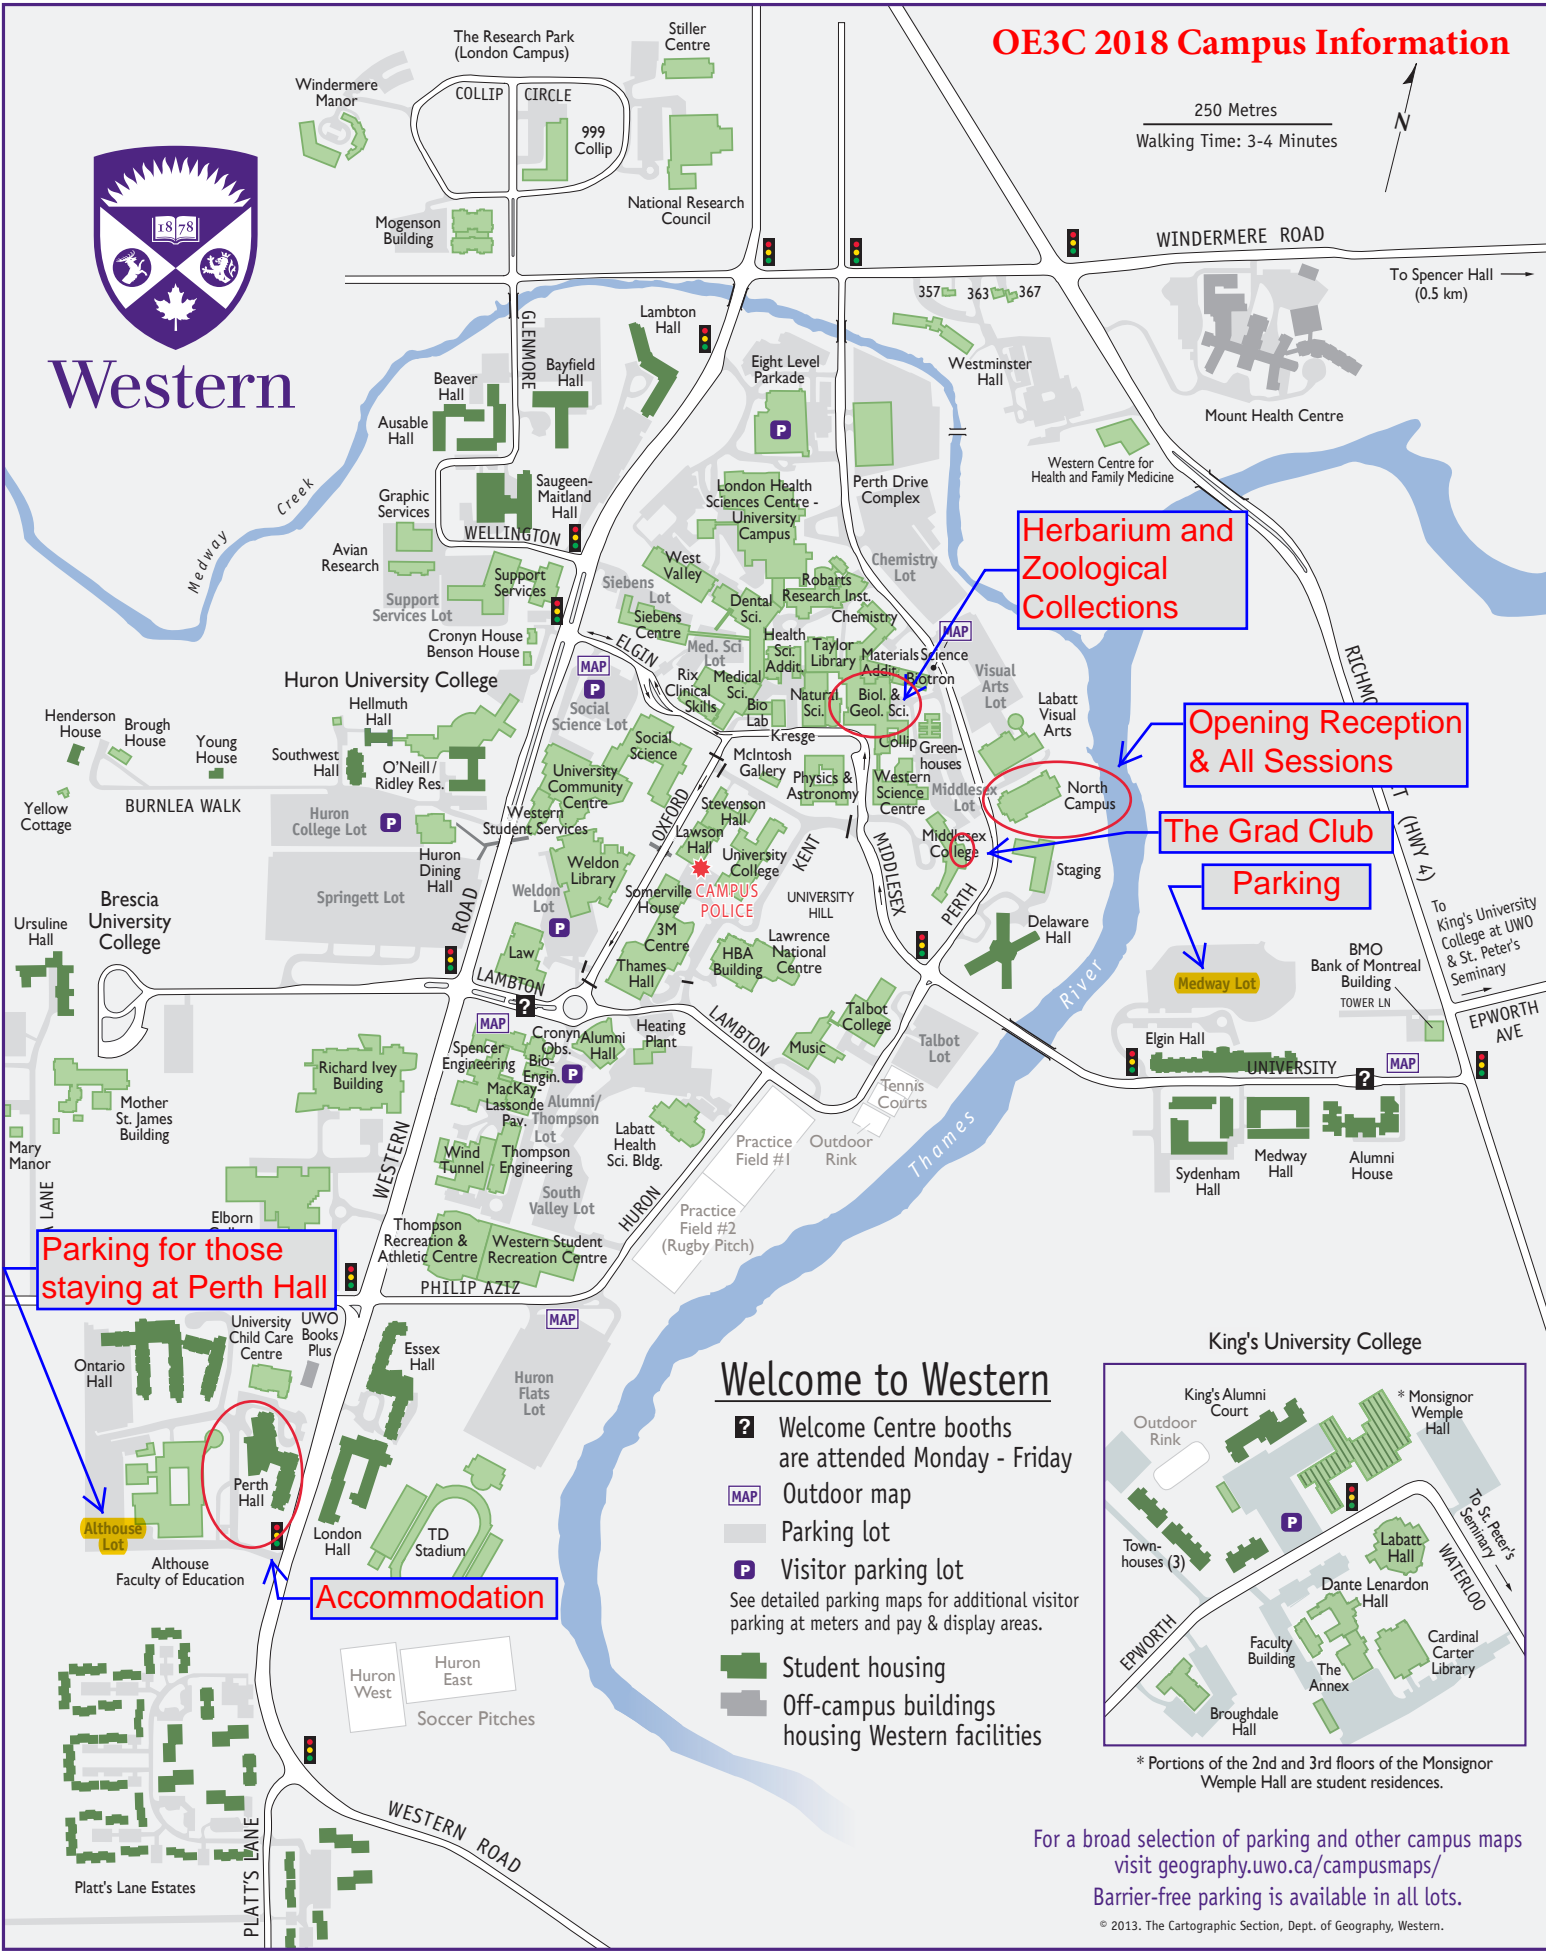 OE3C 2018 Campus Information
250 Metres
Walking Time: 3-4 Minutes
N
The Research Park
(London Campus)
Stiller
Centre
Windermere
Manor
COLLIP
CIRCLE
999
Collip
National Research
Council
Mogenson
Building
1878
Western
WINDERMERE ROAD
To Spencer Hall
(0.5 km)
357
363
367
Lambton
Hall
GLENMORE
Bayfield
Hall
Beaver
Hall
Ausable
Hall
Eight Level
Parkade
P
Westminster
Hall
Mount Health Centre
Western Centre for
Health and Family Medicine
Medway
Creek
Graphic
Services
Saugeen-
Maitland
Hall
WELLINGTON
London Health
Sciences Centre -
University
Campus
Perth Drive
Complex
Herbarium and
Zoological
Collections
Avian
Research
Support
Services
Support
Services Lot
West
Valley
Siebens
Lot
Siebens
Centre
Chemistry
Lot
Robarts
Research Inst.
Dental
Sci.
Chemistry
MAP
Cronyn House
Benson House
ELGIN
Med. Sci
Lot
Health
Sci.
Addit.
Taylor
Library
Materials Science
Addit.
Biotron
Visual
Arts
Lot
RICHMO
T (HWY 4)
Huron University College
MAP
P
Social
Science Lot
Rix
Clinical
Skills
Medical
Sci.
Bio
Lab
Natural
Sci.
Biol. &
Geol. Sci.
Labatt
Visual
Arts
Opening Reception
& All Sessions
Henderson
House
Brough
House
Young
House
Hellmuth
Hall
Southwest
Hall
O'Neill/
Ridley Res.
Social
Science
Kresge
Collip
Green-
houses
McIntosh
Gallery
Physics &
Astronomy
Western
Science
Centre
Middlesex
Lot
North
Campus
Yellow
Cottage
BURNLEA WALK
Huron
College Lot
P
University
Community
Centre
Western
Student Services
OXFORD
Stevenson
Hall
Lawson
Hall
University
College
KENT
MIDDLESEX
Middlesex
College
The Grad Club
Huron
Dining
Hall
Weldon
Library
Weldon
Lot
P
Somerville
House
CAMPUS
POLICE
UNIVERSITY
HILL
PERTH
Staging
Parking
Springett Lot
Brescia
University
College
Ursuline
Hall
ROAD
Law
LAMBTON
3M
Centre
Thames
Hall
HBA
Building
Lawrence
National
Centre
Delaware
Hall
River
Medway Lot
To
King's University
College at UWO
& St. Peter's
Seminary
BMO
Bank of Montreal
Building
TOWER LN
EPWORTH
AVE
?
MAP
Spencer
Engineering
Cronyn
Obs.
Bio-
Engin.
P
Alumni
Hall
Heating
Plant
LAMBTON
Music
Talbot
College
Talbot
Lot
Tennis
Courts
Elgin Hall
UNIVERSITY
?
MAP
Richard Ivey
Building
Mother
St. James
Building
Mary
Manor
MacKay-
Lassonde
Pav.
Alumni/
Thompson
Lot
Wind
Tunnel
Thompson
Engineering
Labatt
Health
Sci. Bldg.
Practice
Field #1
Outdoor
Rink
Thames
Sydenham
Hall
Medway
Hall
Alumni
House
WESTERN
South
Valley Lot
HURON
Practice
Field #2
(Rugby Pitch)
A LANE
Elborn
Parking for those
staying at Perth Hall
Thompson
Recreation &
Athletic Centre
Western Student
Recreation Centre
PHILIP AZIZ
MAP
University
Child Care
Centre
UWO
Books
Plus
Ontario
Hall
Essex
Hall
Huron
Flats
Lot
Perth
Hall
Althouse
Lot
Althouse
Faculty of Education
London
Hall
TD
Stadium
Accommodation
Huron
West
Huron
East
Soccer Pitches
Platt's Lane Estates
PLATT'S LANE
WESTERN ROAD
Welcome to Western
? Welcome Centre booths
are attended Monday - Friday
MAP Outdoor map
Parking lot
P Visitor parking lot
See detailed parking maps for additional visitor
parking at meters and pay & display areas.
Student housing
Off-campus buildings
housing Western facilities
King's University College
King's Alumni
Court
* Monsignor
Wemple
Hall
Outdoor
Rink
P
To St. Peter's
Seminary
Town-
houses (3)
Labatt
Hall
WATERLOO
Dante Lenardon
Hall
EPWORTH
Faculty
Building
The
Annex
Cardinal
Carter
Library
Broughdale
Hall
* Portions of the 2nd and 3rd floors of the Monsignor
Wemple Hall are student residences.
For a broad selection of parking and other campus maps
visit geography.uwo.ca/campusmaps/
Barrier-free parking is available in all lots.
© 2013. The Cartographic Section, Dept. of Geography, Western.